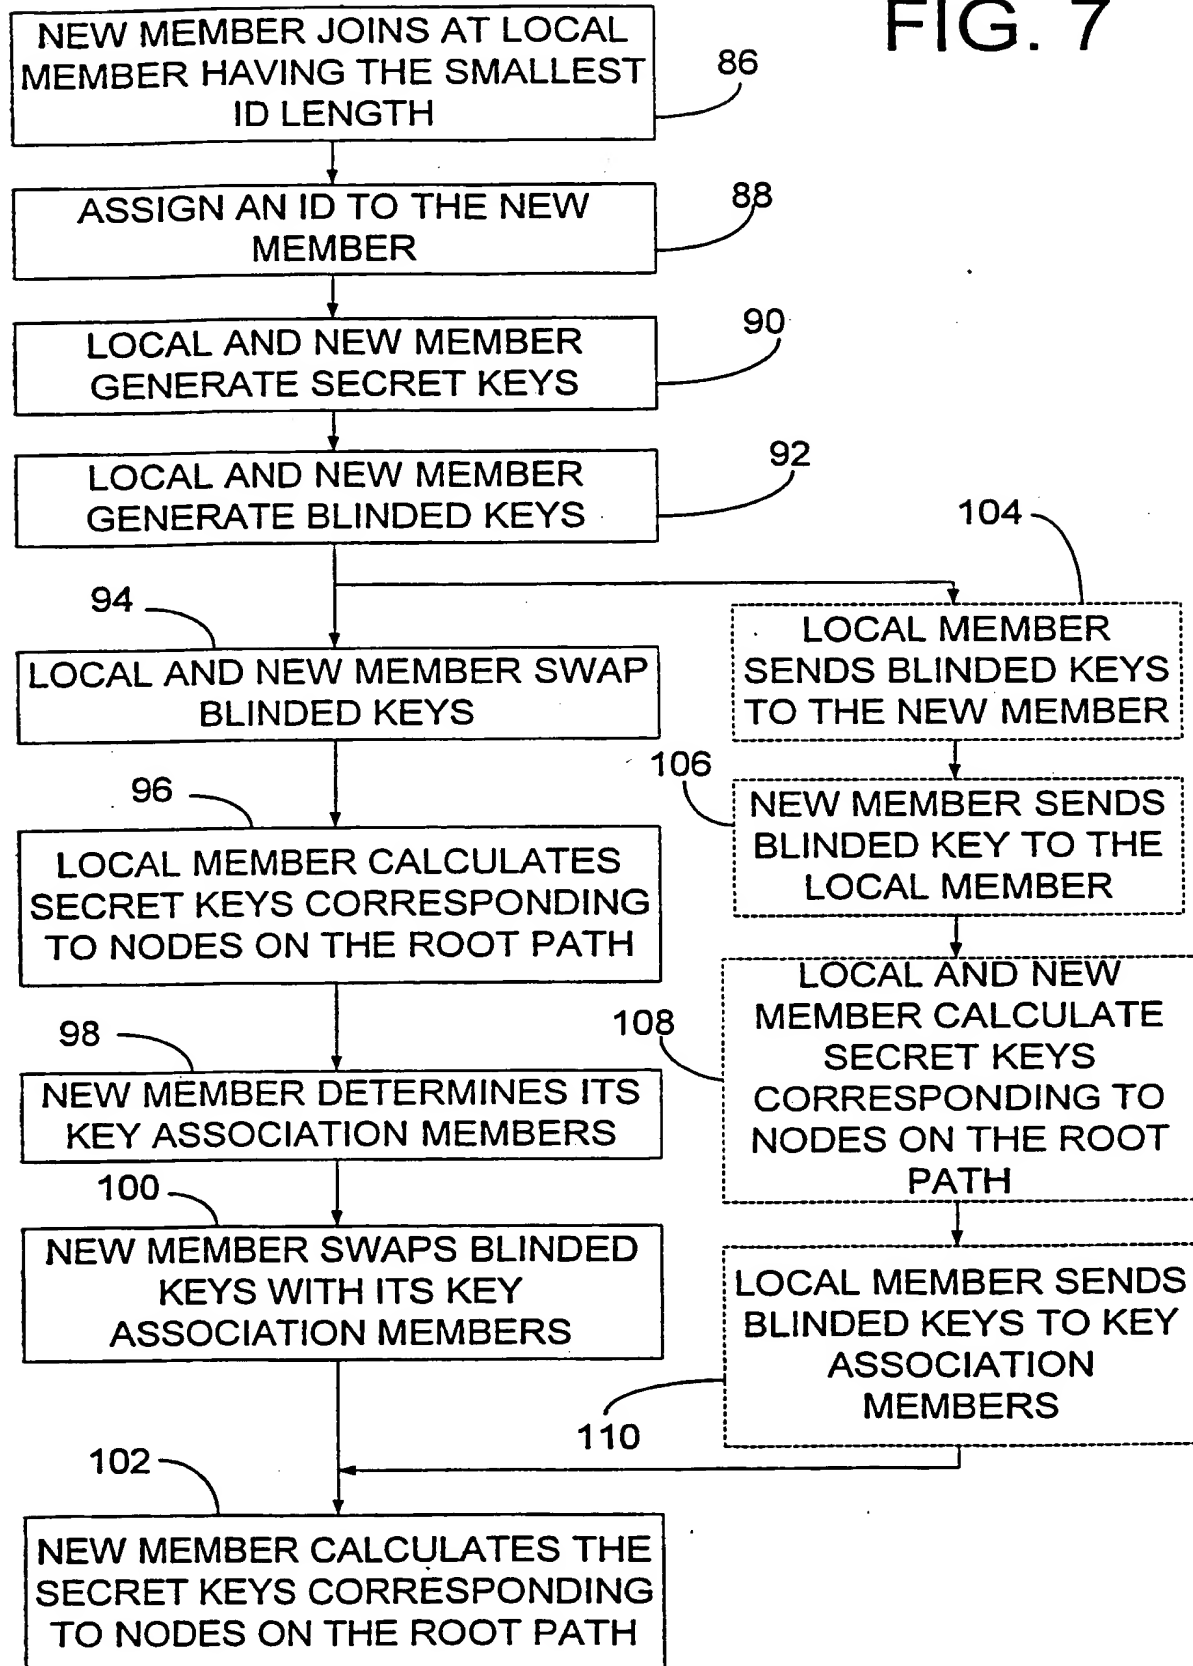 FIG. 7
NEW MEMBER JOINS AT LOCAL
MEMBER HAVING THE SMALLEST
ID LENGTH
86
ASSIGN AN ID TO THE NEW
MEMBER
88
LOCAL AND NEW MEMBER
GENERATE SECRET KEYS
90
LOCAL AND NEW MEMBER
GENERATE BLINDED KEYS
92
94
LOCAL AND NEW MEMBER SWAP
BLINDED KEYS
96
LOCAL MEMBER CALCULATES
SECRET KEYS CORRESPONDING
TO NODES ON THE ROOT PATH
98
NEW MEMBER DETERMINES ITS
KEY ASSOCIATION MEMBERS
100
NEW MEMBER SWAPS BLINDED
KEYS WITH ITS KEY
ASSOCIATION MEMBERS
104
LOCAL MEMBER
SENDS BLINDED KEYS
TO THE NEW MEMBER
106
NEW MEMBER SENDS
BLINDED KEY TO THE
LOCAL MEMBER
108
LOCAL AND NEW
MEMBER CALCULATE
SECRET KEYS
CORRESPONDING TO
NODES ON THE ROOT
PATH
LOCAL MEMBER SENDS
BLINDED KEYS TO KEY
ASSOCIATION
MEMBERS
110
102
NEW MEMBER CALCULATES THE
SECRET KEYS CORRESPONDING
TO NODES ON THE ROOT PATH